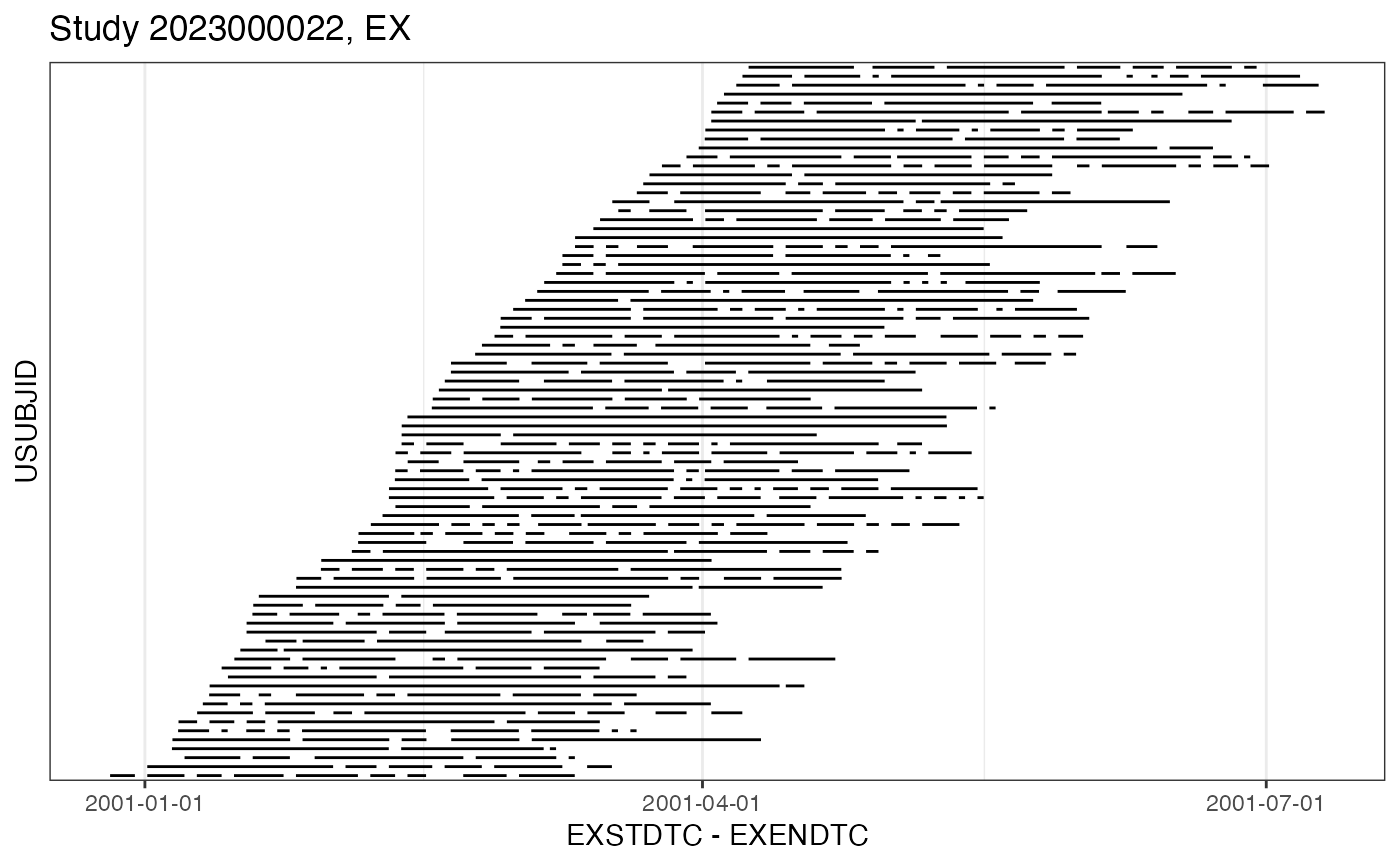 Study 2023000022, EX
USUBJID
2001-01-01
2001-04-01
2001-07-01
EXSTDTC - EXENDTC